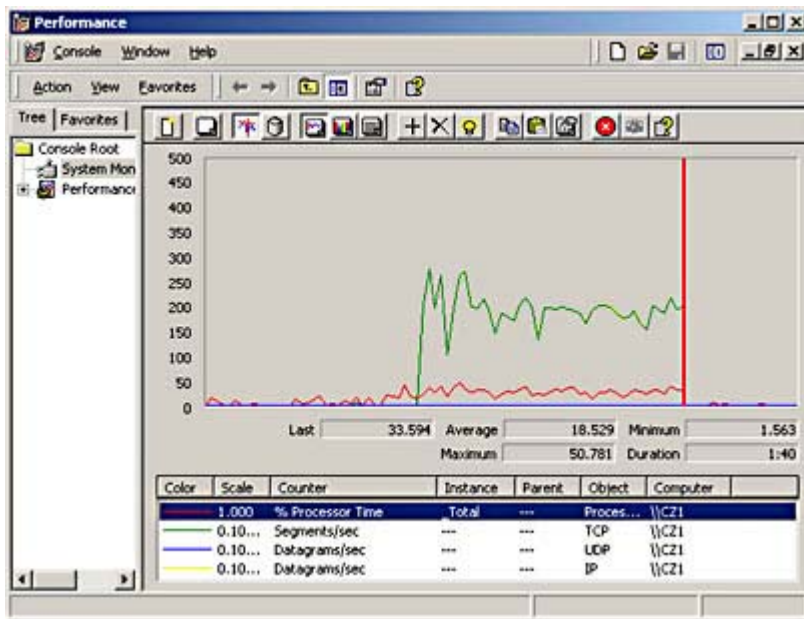 Performance
Console Window Help
Action View Favorites
Tree Favorites
Console Root
System Mon
Performance
500
450
400
350
300
250
200
150
100
50
0
Last 33.594 Average 18.529 Minimum 1.563
Maximum 50.781 Duration 1:40
Color Scale Counter Instance Parent Object Computer
1.000 % Processor Time _Total --- Proces... \\CZ1
0.10... Segments/sec --- --- TCP \\CZ1
0.10... Datagrams/sec --- --- UDP \\CZ1
0.10... Datagrams/sec --- --- IP \\CZ1